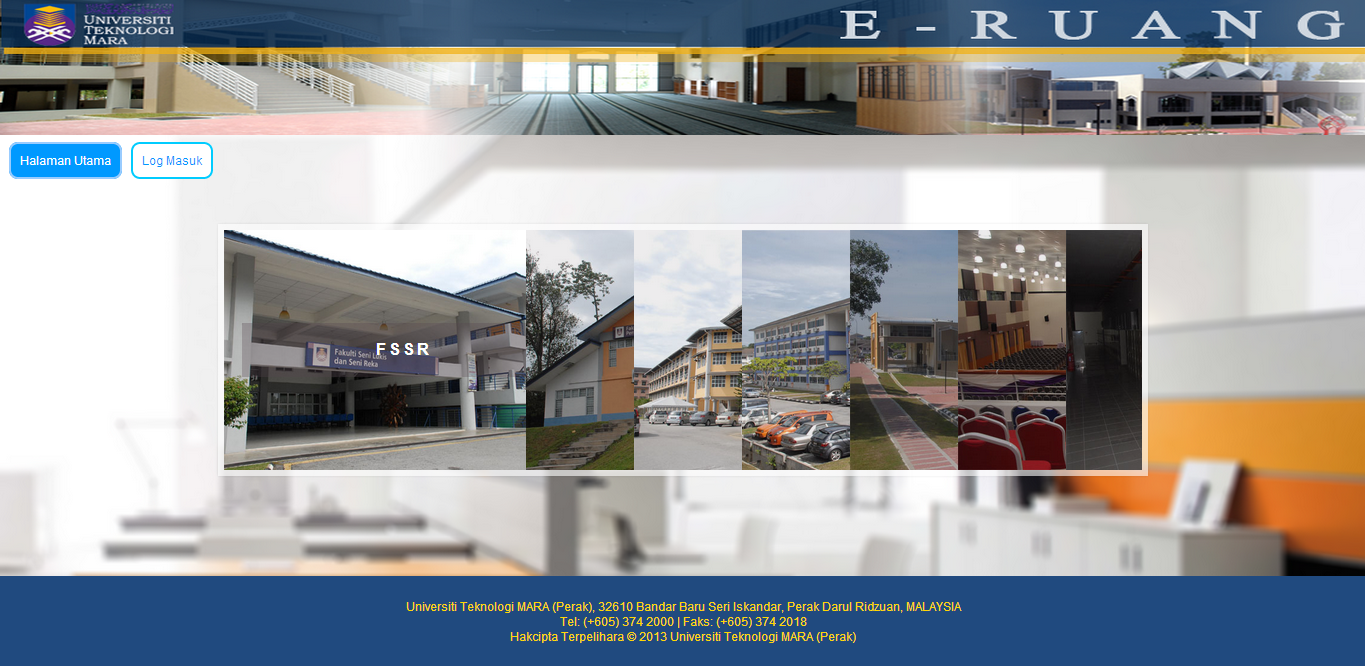 UNIVERSITI
TEKNOLOGI
MARA
E - RUANG
Halaman Utama
Log Masuk
Fakulti Seni Lukis
dan Seni Reka
FSSR
Universiti Teknologi MARA (Perak), 32610 Bandar Baru Seri Iskandar, Perak Darul Ridzuan, MALAYSIA
Tel: (+605) 374 2000 | Faks: (+605) 374 2018
Hakcipta Terpelihara © 2013 Universiti Teknologi MARA (Perak)